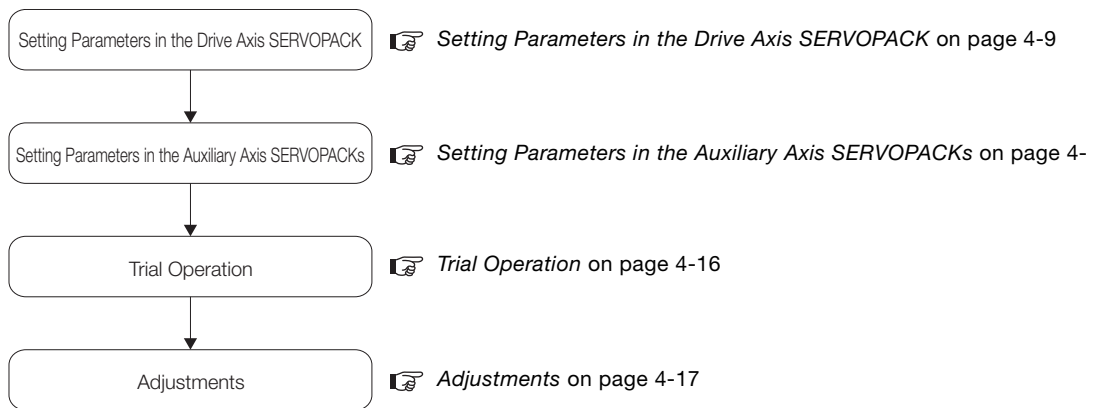 Setting Parameters in the Drive Axis SERVOPACK
Setting Parameters in the Drive Axis SERVOPACK on page 4-9
Setting Parameters in the Auxiliary Axis SERVOPACKs
Setting Parameters in the Auxiliary Axis SERVOPACKs on page 4-
Trial Operation
Trial Operation on page 4-16
Adjustments
Adjustments on page 4-17